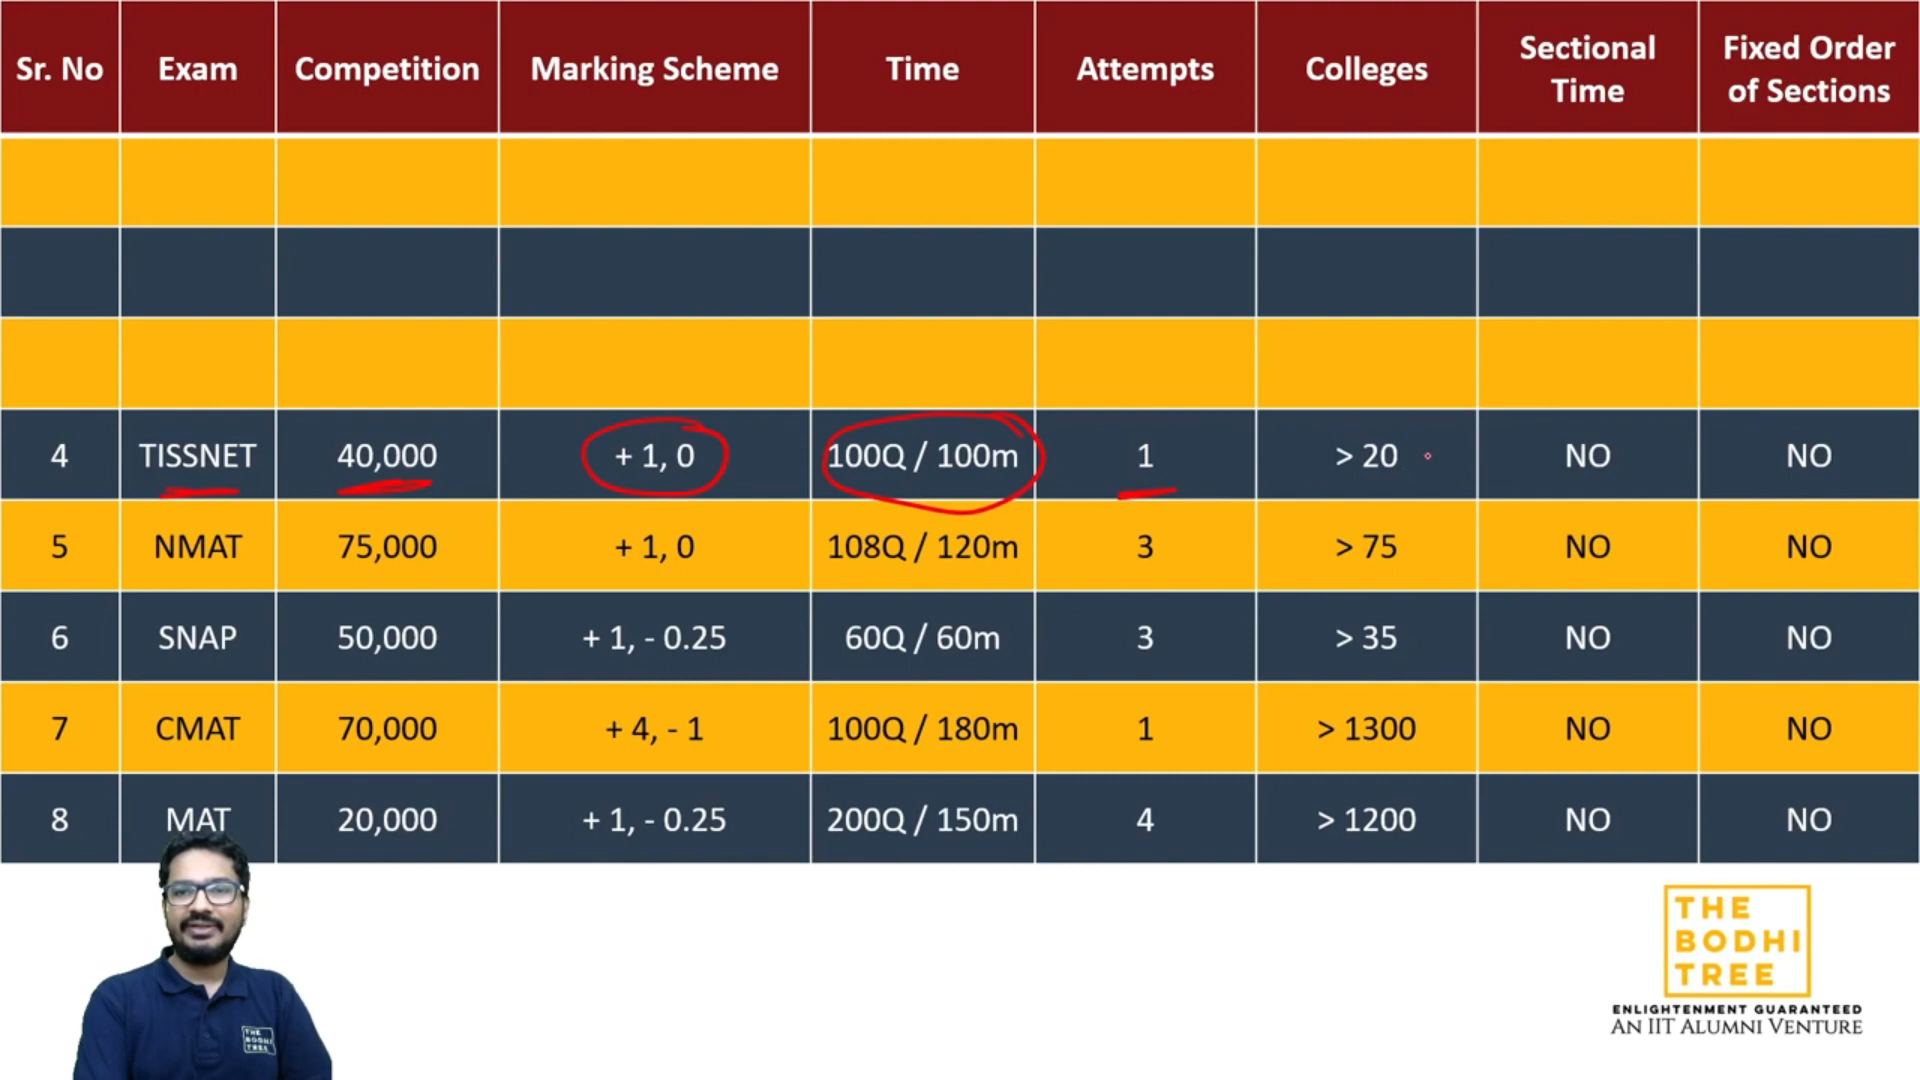 Sr. No Exam Competition Marking Scheme Time Attempts Colleges Sectional Time Fixed Order of Sections
4 TISSNET 40,000 + 1, 0 100Q / 100m 1 > 20 NO NO
5 NMAT 75,000 + 1, 0 108Q / 120m 3 > 75 NO NO
6 SNAP 50,000 + 1, - 0.25 60Q / 60m 3 > 35 NO NO
7 CMAT 70,000 + 4, - 1 100Q / 180m 1 > 1300 NO NO
8 MAT 20,000 + 1, - 0.25 200Q / 150m 4 > 1200 NO NO
THE
BODHI
TREE
ENLIGHTENMENT GUARANTEED
AN IIT ALUMNI VENTURE
THE
BODHI
TREE